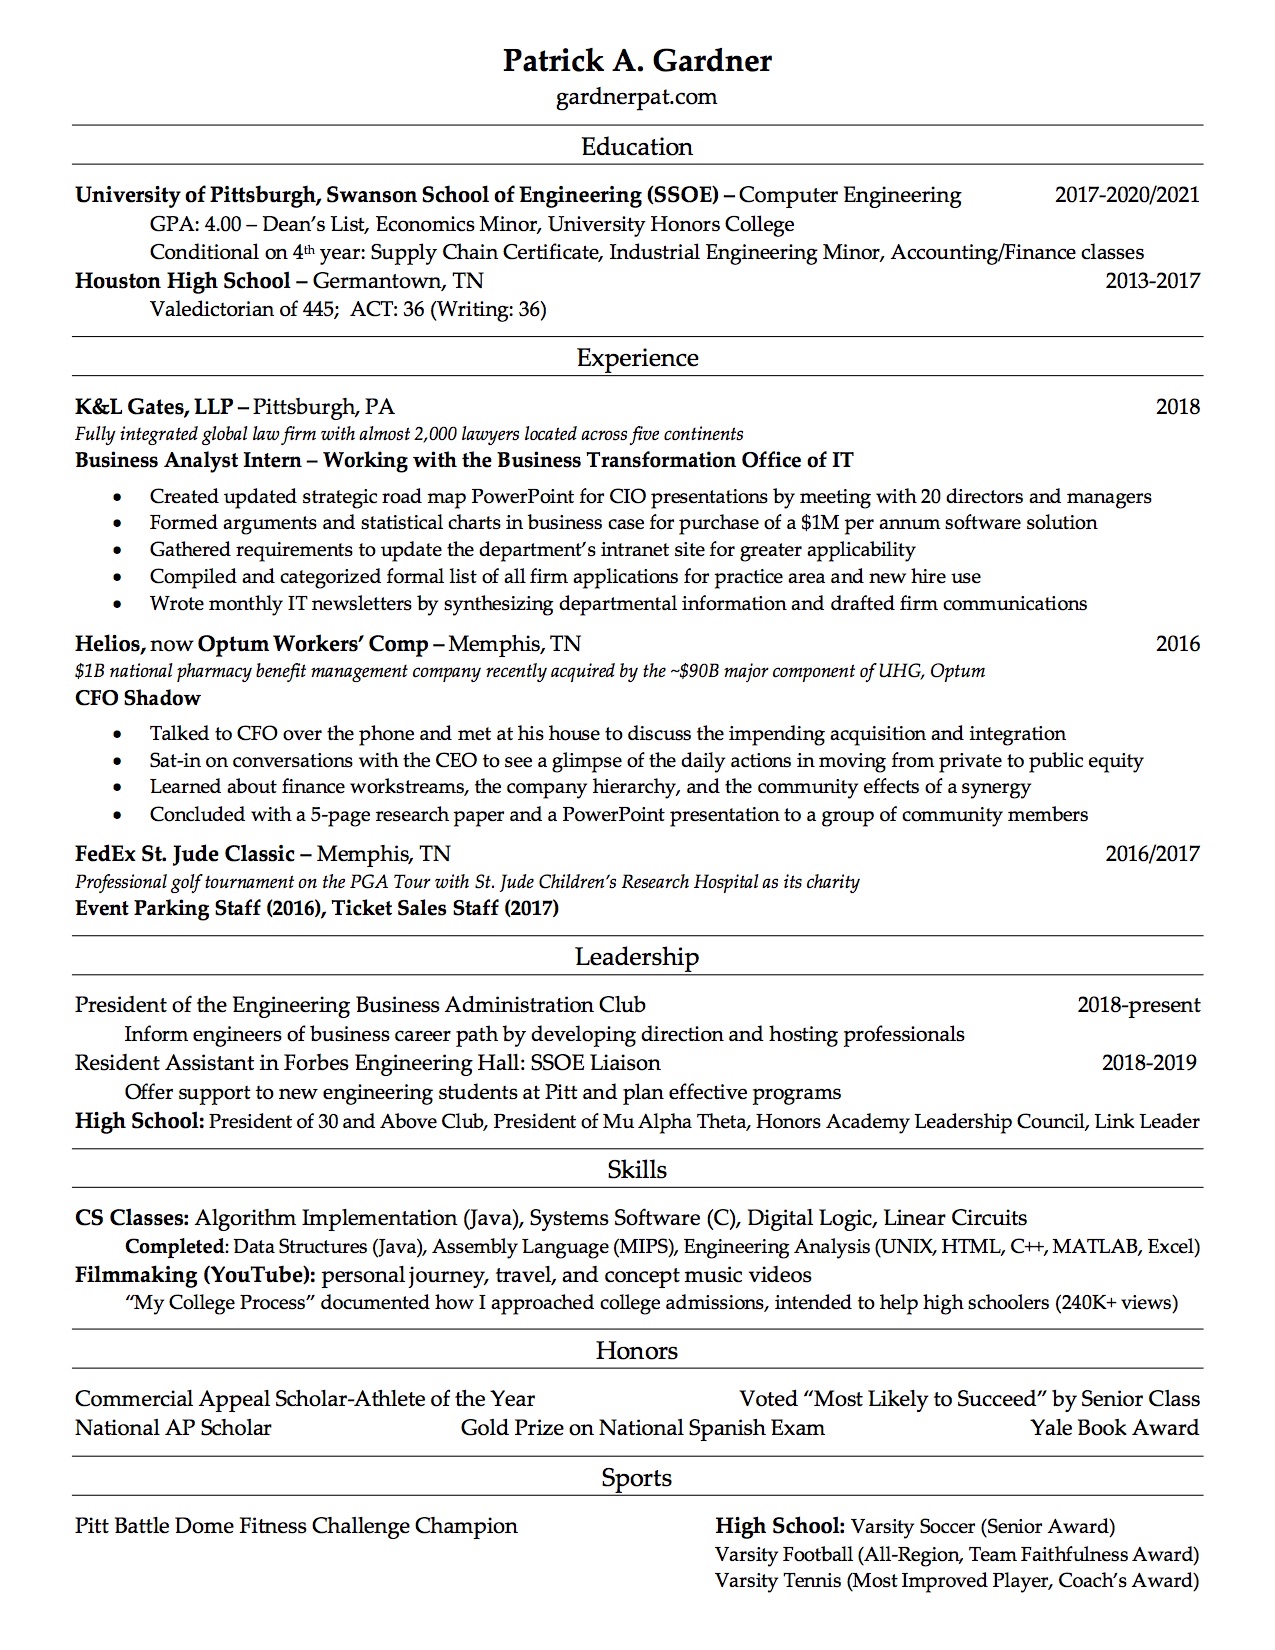 Patrick A. Gardner
gardnerpat.com
Education
University of Pittsburgh, Swanson School of Engineering (SSOE) – Computer Engineering 2017-2020/2021
GPA: 4.00 – Dean's List, Economics Minor, University Honors College
Conditional on 4th year: Supply Chain Certificate, Industrial Engineering Minor, Accounting/Finance classes
Houston High School – Germantown, TN 2013-2017
Valedictorian of 445; ACT: 36 (Writing: 36)
Experience
K&L Gates, LLP – Pittsburgh, PA 2018
Fully integrated global law firm with almost 2,000 lawyers located across five continents
Business Analyst Intern – Working with the Business Transformation Office of IT
• Created updated strategic road map PowerPoint for CIO presentations by meeting with 20 directors and managers
• Formed arguments and statistical charts in business case for purchase of a $1M per annum software solution
• Gathered requirements to update the department's intranet site for greater applicability
• Compiled and categorized formal list of all firm applications for practice area and new hire use
• Wrote monthly IT newsletters by synthesizing departmental information and drafted firm communications
Helios, now Optum Workers' Comp – Memphis, TN 2016
$1B national pharmacy benefit management company recently acquired by the ~$90B major component of UHG, Optum
CFO Shadow
• Talked to CFO over the phone and met at his house to discuss the impending acquisition and integration
• Sat-in on conversations with the CEO to see a glimpse of the daily actions in moving from private to public equity
• Learned about finance workstreams, the company hierarchy, and the community effects of a synergy
• Concluded with a 5-page research paper and a PowerPoint presentation to a group of community members
FedEx St. Jude Classic – Memphis, TN 2016/2017
Professional golf tournament on the PGA Tour with St. Jude Children's Research Hospital as its charity
Event Parking Staff (2016), Ticket Sales Staff (2017)
Leadership
President of the Engineering Business Administration Club 2018-present
Inform engineers of business career path by developing direction and hosting professionals
Resident Assistant in Forbes Engineering Hall: SSOE Liaison 2018-2019
Offer support to new engineering students at Pitt and plan effective programs
High School: President of 30 and Above Club, President of Mu Alpha Theta, Honors Academy Leadership Council, Link Leader
Skills
CS Classes: Algorithm Implementation (Java), Systems Software (C), Digital Logic, Linear Circuits
Completed: Data Structures (Java), Assembly Language (MIPS), Engineering Analysis (UNIX, HTML, C++, MATLAB, Excel)
Filmmaking (YouTube): personal journey, travel, and concept music videos
“My College Process” documented how I approached college admissions, intended to help high schoolers (240K+ views)
Honors
Commercial Appeal Scholar-Athlete of the Year Voted “Most Likely to Succeed” by Senior Class
National AP Scholar Gold Prize on National Spanish Exam Yale Book Award
Sports
Pitt Battle Dome Fitness Challenge Champion High School: Varsity Soccer (Senior Award)
Varsity Football (All-Region, Team Faithfulness Award)
Varsity Tennis (Most Improved Player, Coach's Award)